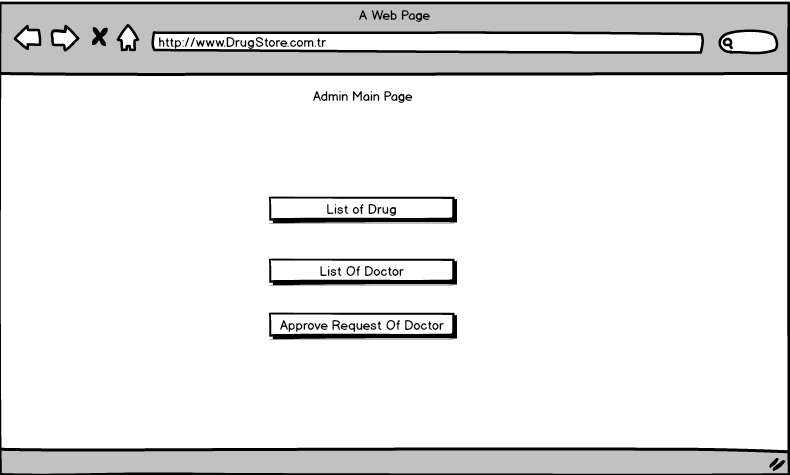 A Web Page
http://www.DrugStore.com.tr
Admin Main Page
List of Drug
List Of Doctor
Approve Request Of Doctor